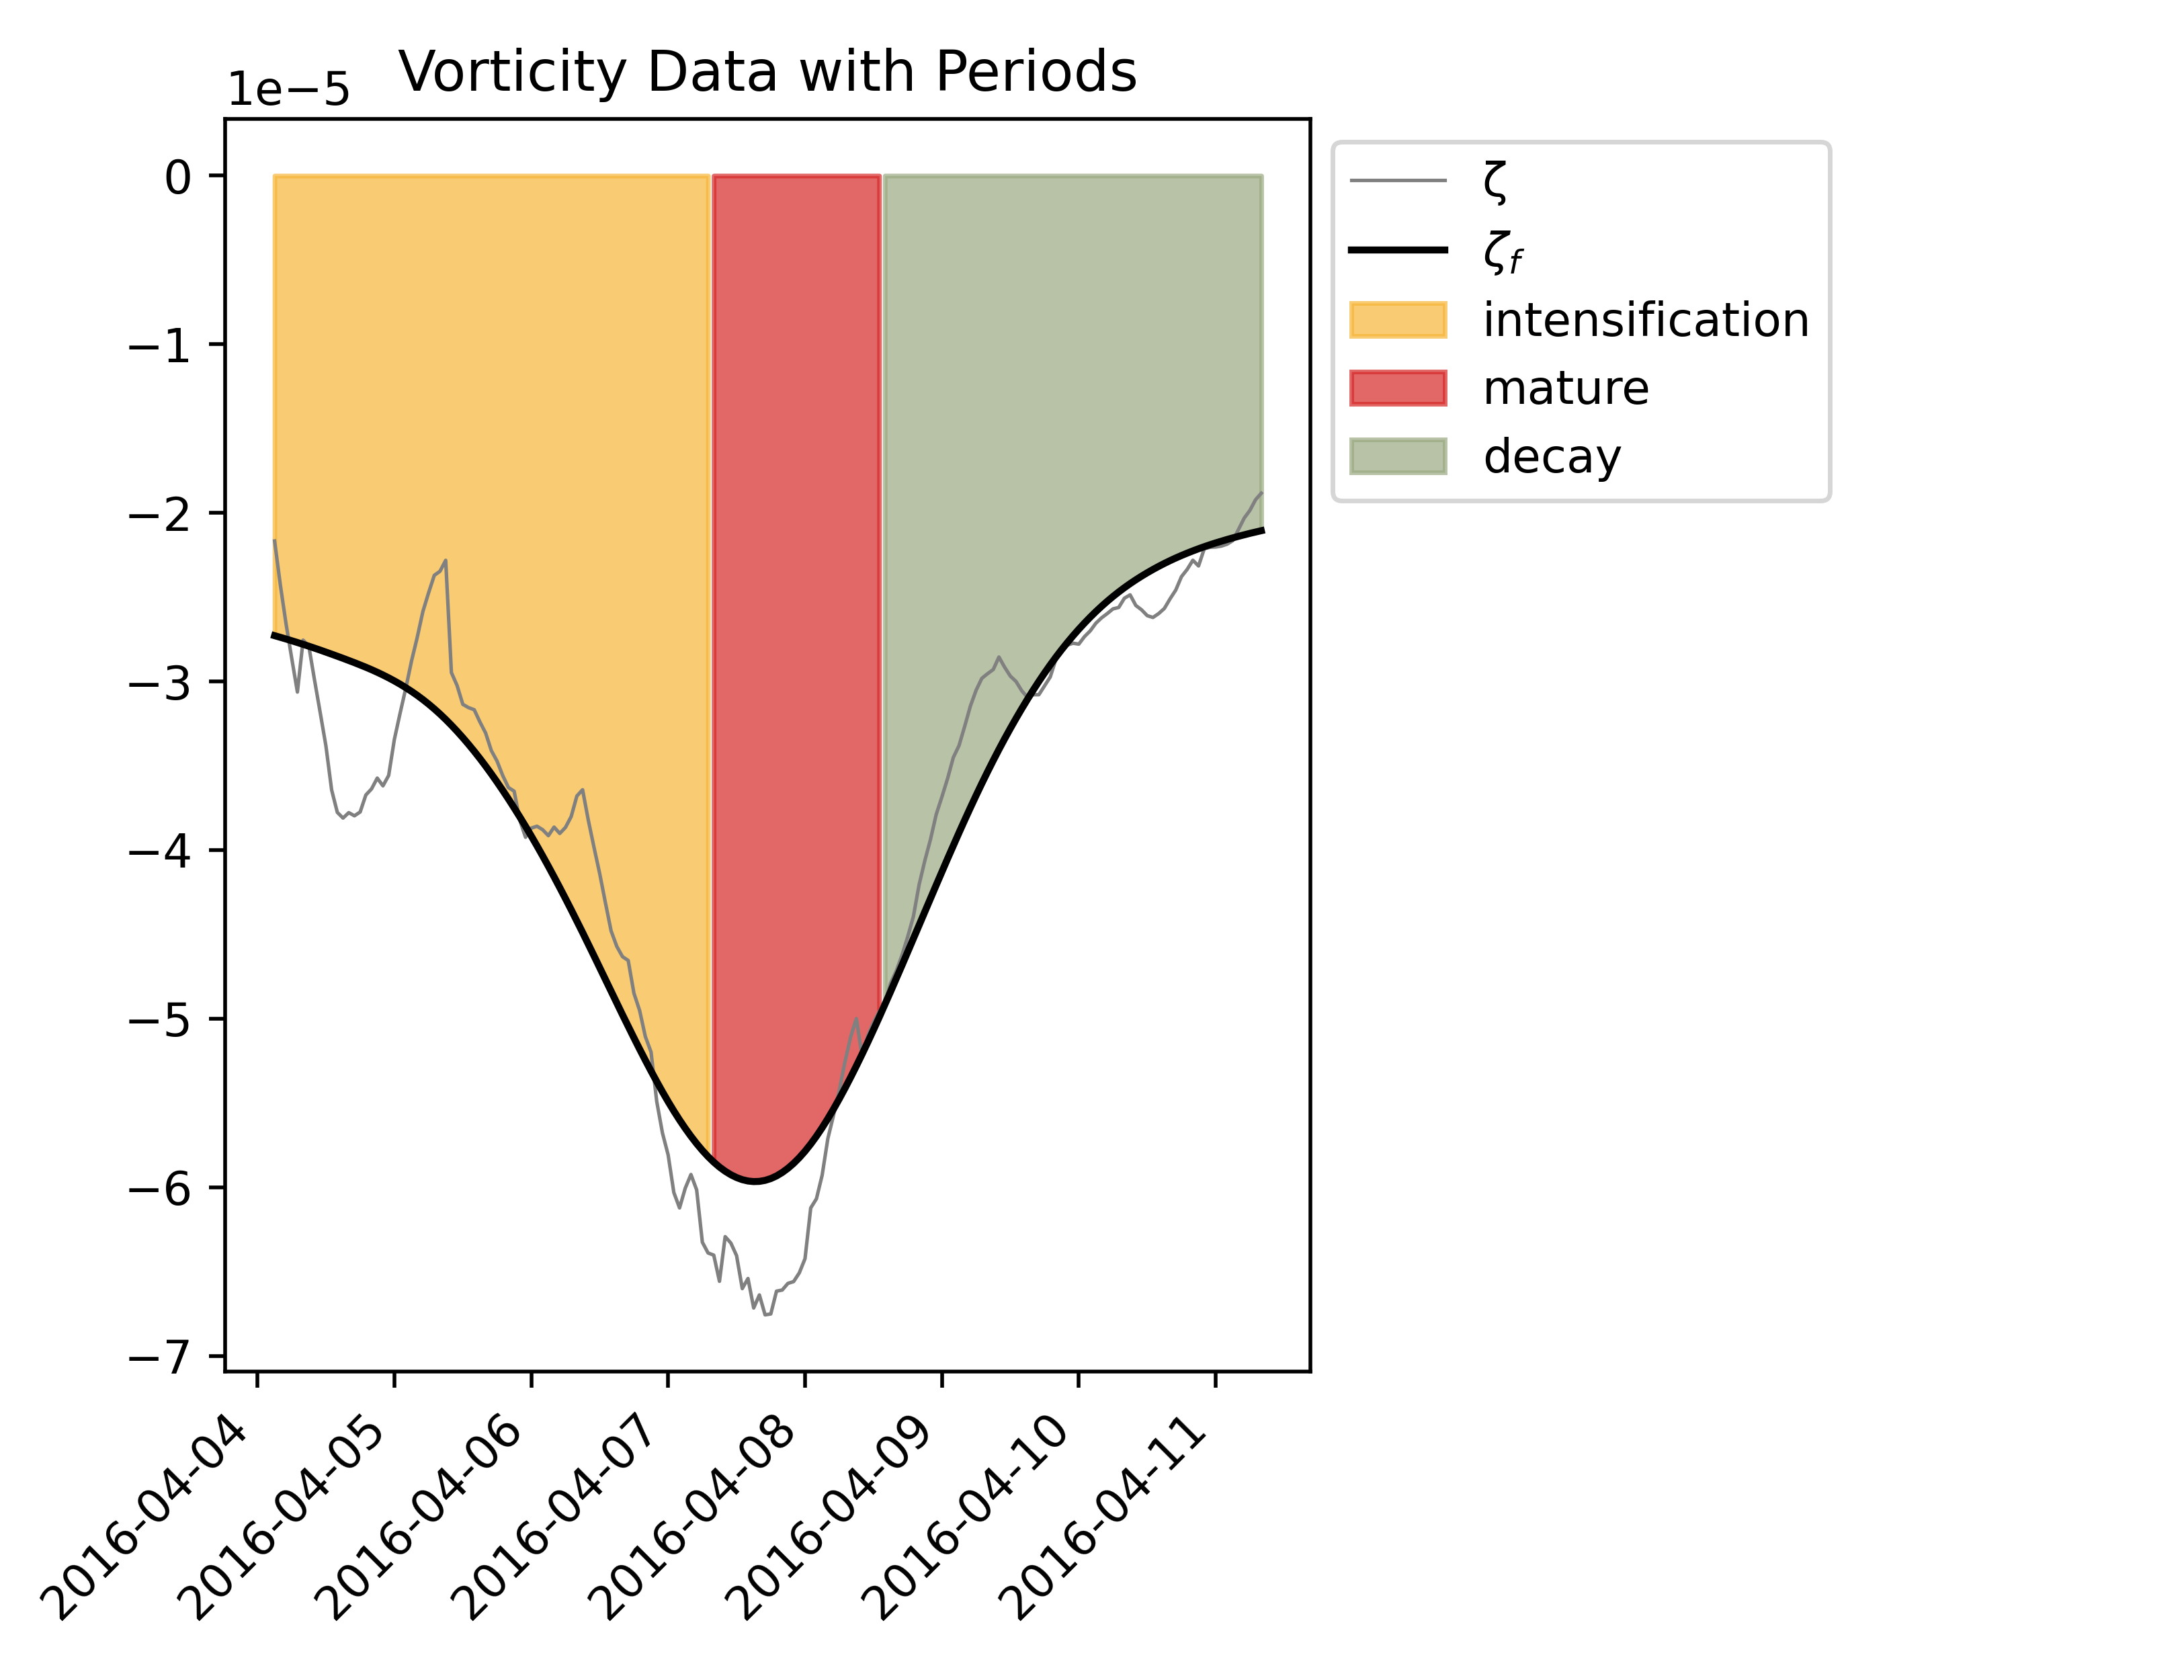 Vorticity Data with Periods
1e−5
0
−1
−2
−3
−4
−5
−6
−7
2016-04-04
2016-04-05
2016-04-06
2016-04-07
2016-04-08
2016-04-09
2016-04-10
2016-04-11
ζ
ζf
intensification
mature
decay